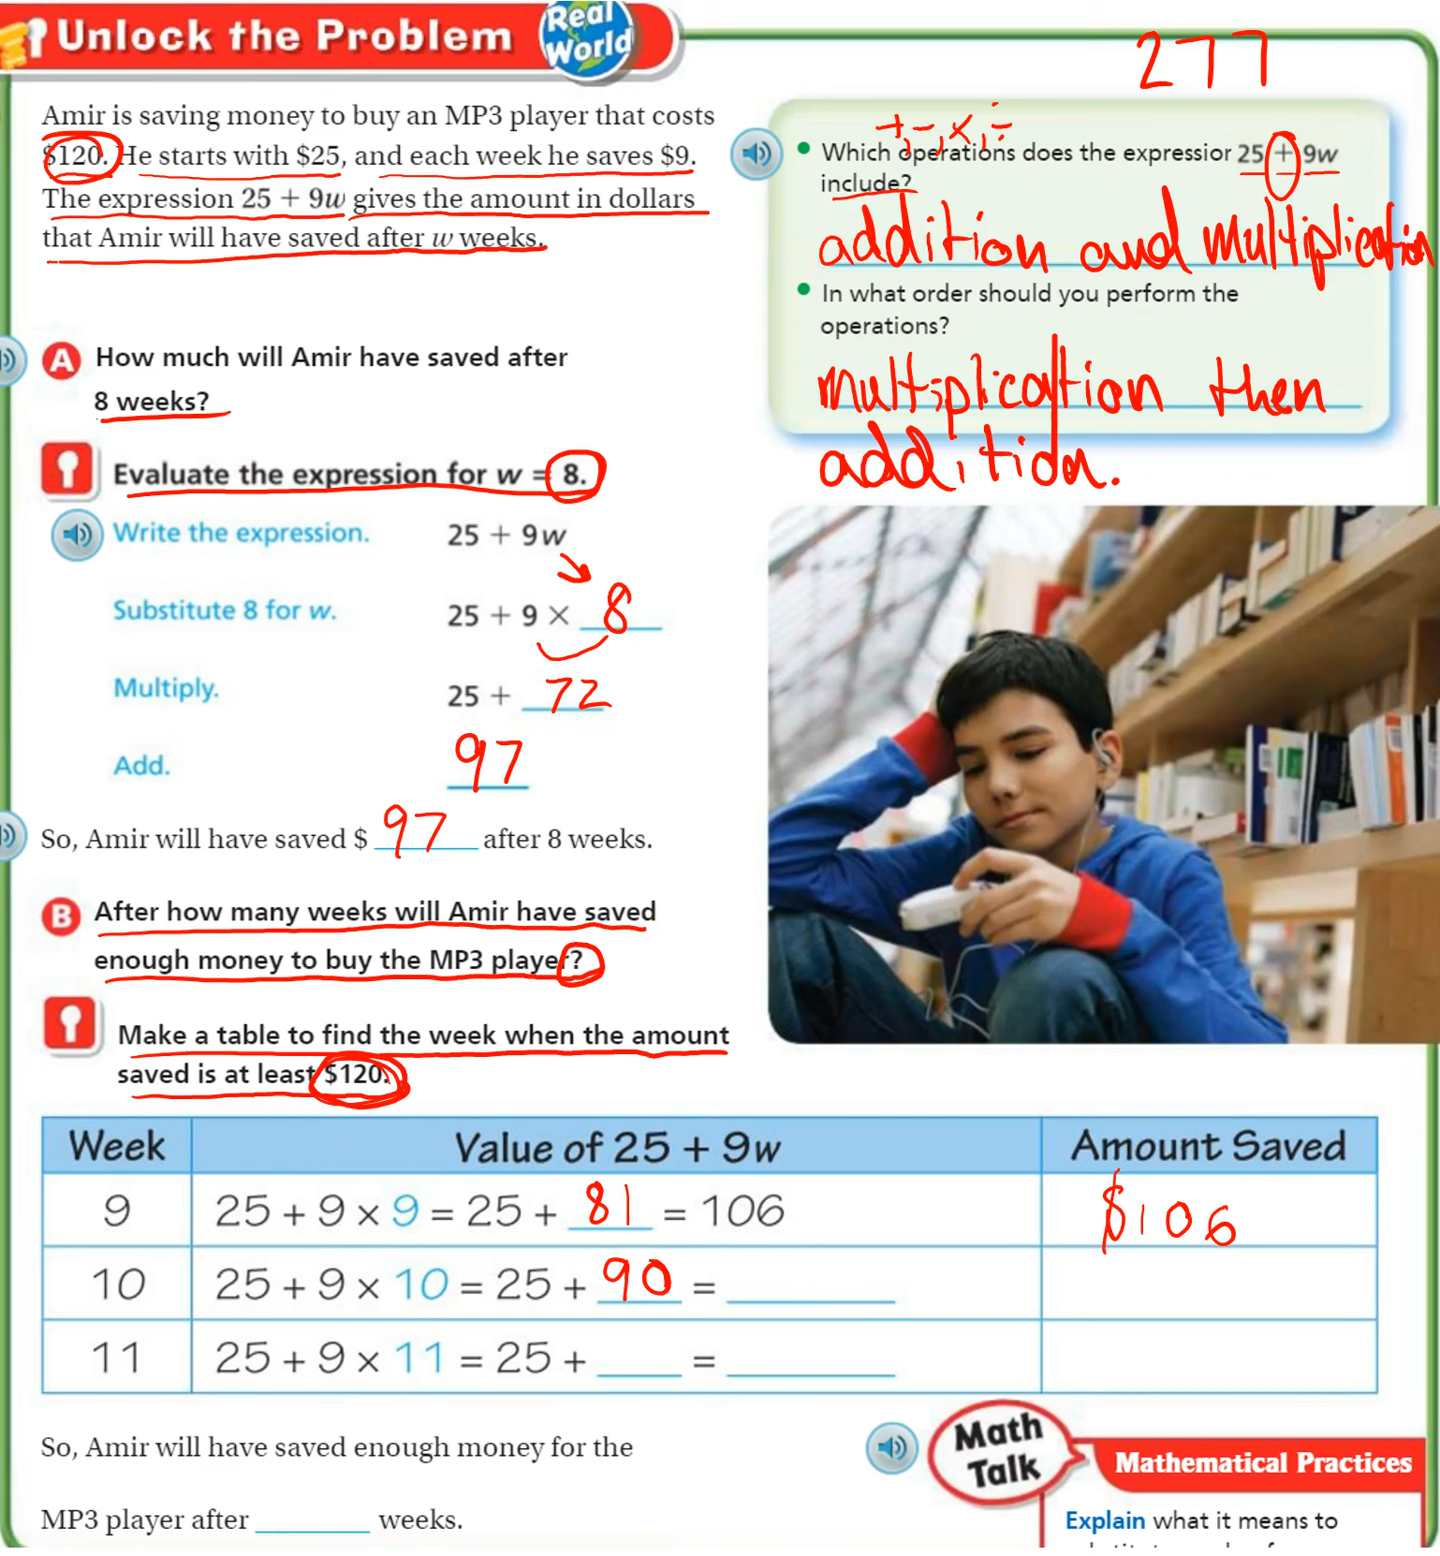 Unlock the Problem
Real World
277
Amir is saving money to buy an MP3 player that costs
$120. He starts with $25, and each week he saves $9.
The expression 25 + 9w gives the amount in dollars
that Amir will have saved after w weeks.
+, -, ×, ÷
• Which operations does the expression 25 + 9w
include?
addition and multiplication
• In what order should you perform the
operations?
multiplication then
addition.
A How much will Amir have saved after
8 weeks?
Evaluate the expression for w = 8.
Write the expression. 25 + 9w
Substitute 8 for w. 25 + 9 × 8
Multiply. 25 + 72
Add. 97
So, Amir will have saved $ 97 after 8 weeks.
B After how many weeks will Amir have saved
enough money to buy the MP3 player?
Make a table to find the week when the amount
saved is at least $120.
Week Value of 25 + 9w Amount Saved
9 25 + 9 × 9 = 25 + 81 = 106 $106
10 25 + 9 × 10 = 25 + 90 = ____
11 25 + 9 × 11 = 25 + ____ = ____
So, Amir will have saved enough money for the
MP3 player after ____ weeks.
Math Talk
Mathematical Practices
Explain what it means to